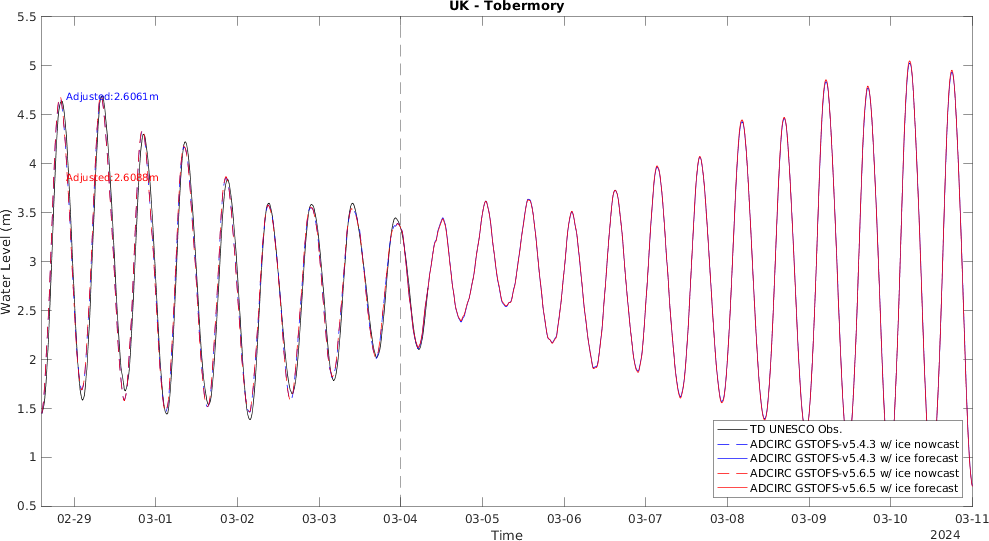 UK - Tobermory
5.5
5
4.5
4
3.5
3
2.5
2
1.5
1
0.5
Water Level (m)
Adjusted:2.6061m
Adjusted:2.6088m
TD UNESCO Obs.
ADCIRC GSTOFS-v5.4.3 w/ ice nowcast
ADCIRC GSTOFS-v5.4.3 w/ ice forecast
ADCIRC GSTOFS-v5.6.5 w/ ice nowcast
ADCIRC GSTOFS-v5.6.5 w/ ice forecast
02-29 03-01 03-02 03-03 03-04 03-05 03-06 03-07 03-08 03-09 03-10 03-11
Time
2024